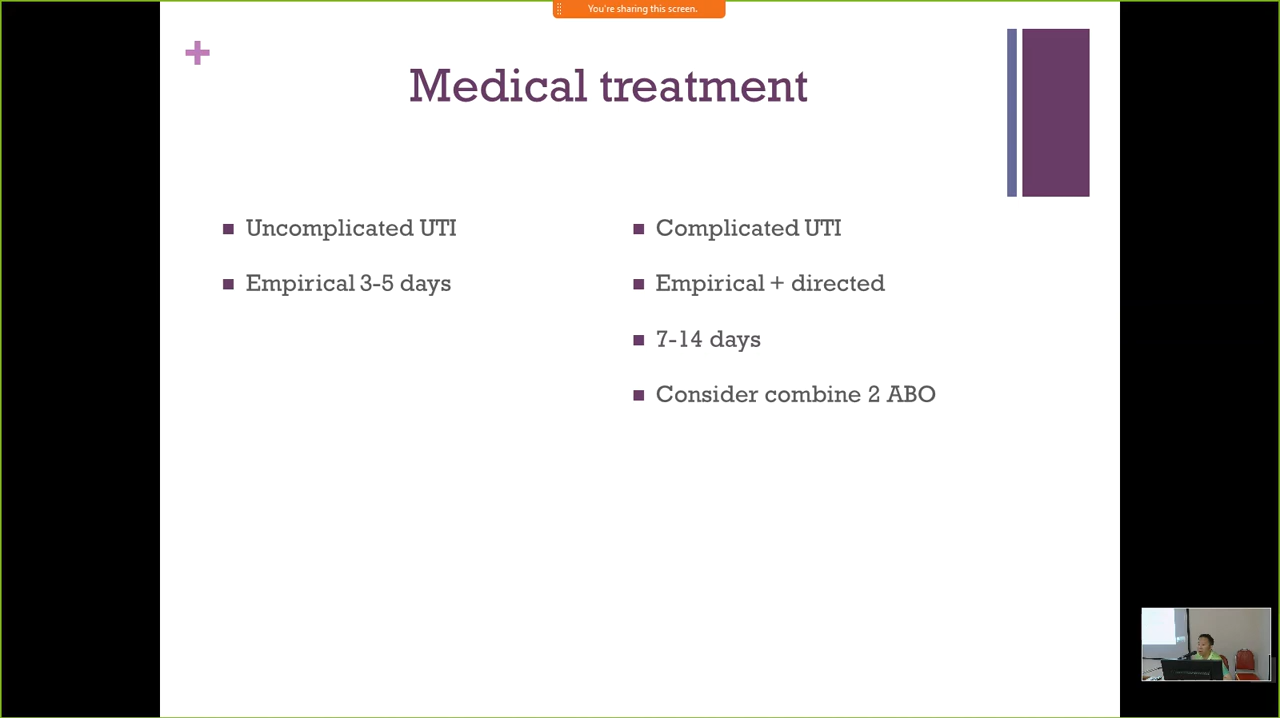 You're sharing this screen.
+
Medical treatment
Uncomplicated UTI
Empirical 3-5 days
Complicated UTI
Empirical + directed
7-14 days
Consider combine 2 ABO